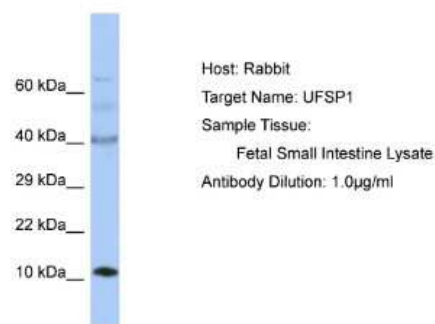 60 kDa
40 kDa
29 kDa
22 kDa
10 kDa
Host: Rabbit
Target Name: UFSP1
Sample Tissue:
Fetal Small Intestine Lysate
Antibody Dilution: 1.0µg/ml